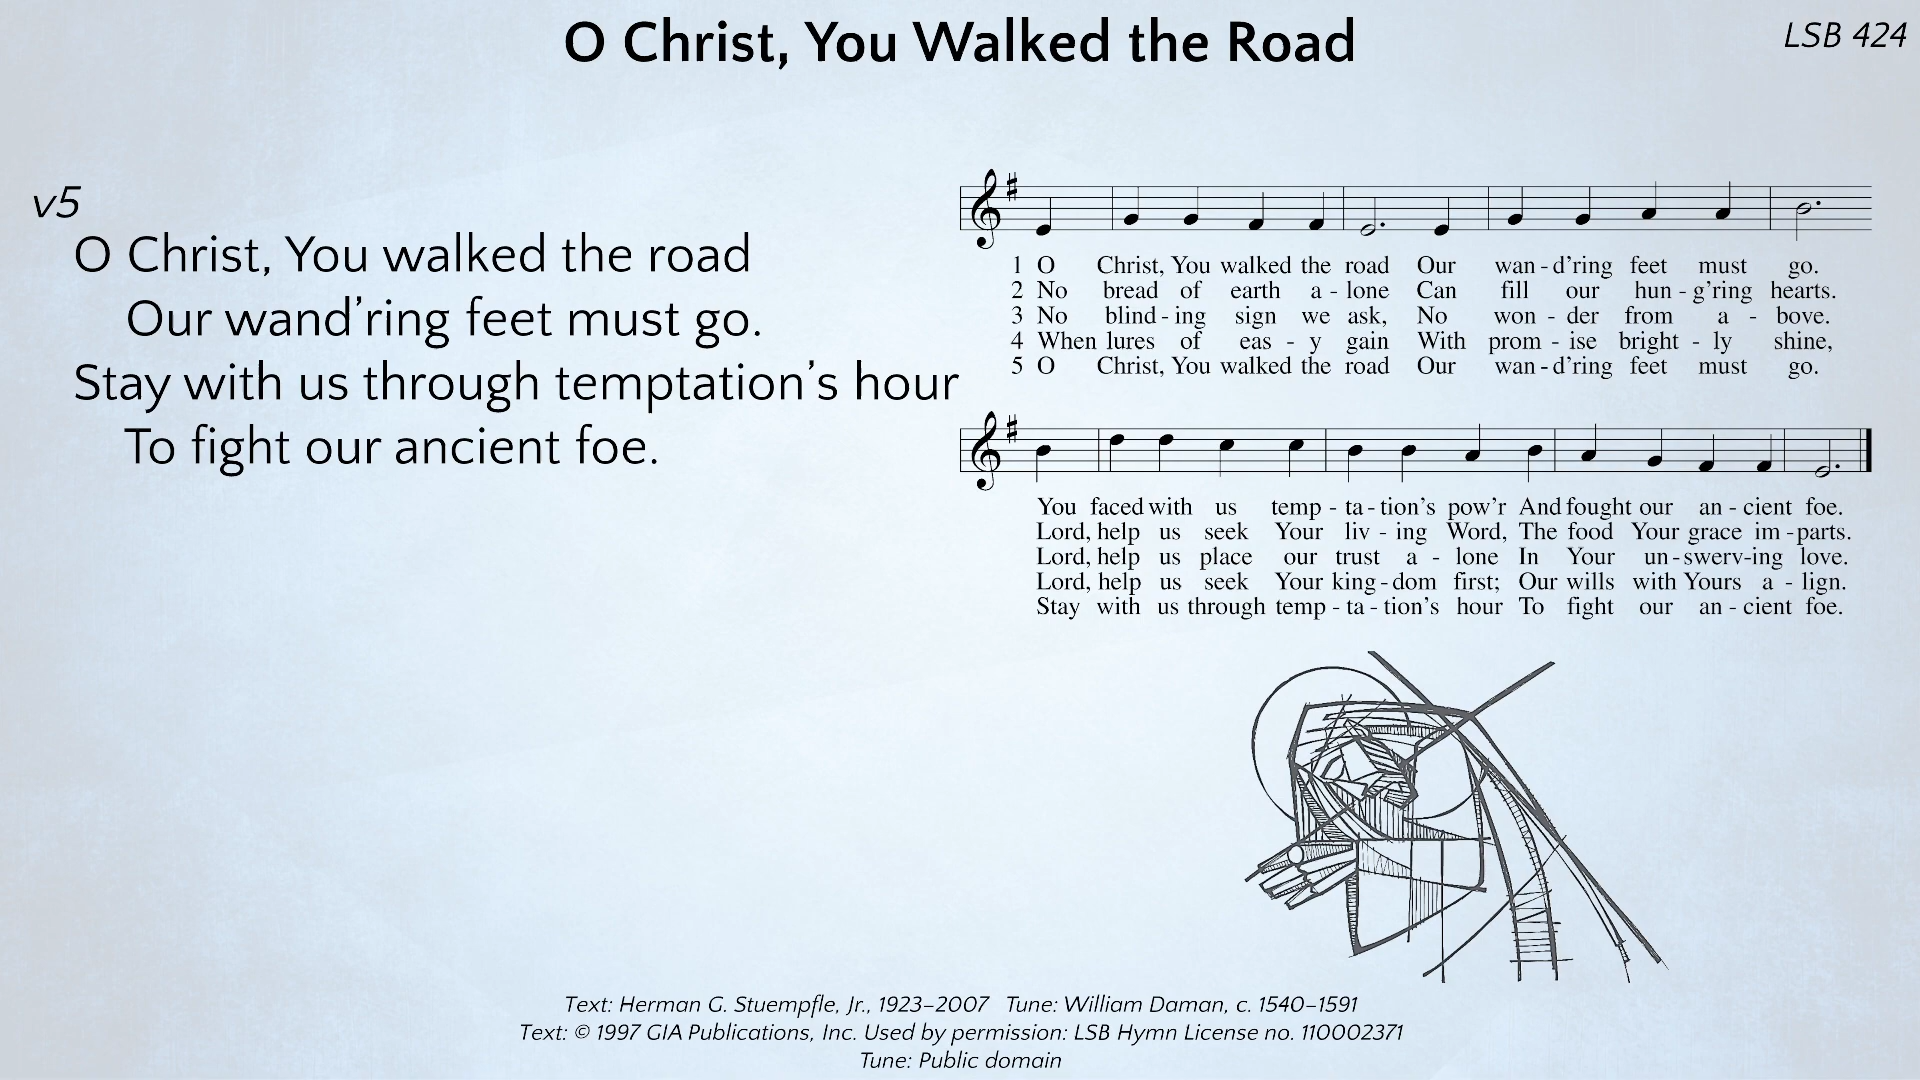 O Christ, You Walked the Road
LSB 424
v5
O Christ, You walked the road
Our wand’ring feet must go.
Stay with us through temptation’s hour
To fight our ancient foe.
1 O Christ, You walked the road Our wan - d’ring feet must go.
2 No bread of earth a - lone Can fill our hun - g’ring hearts.
3 No blind - ing sign we ask, No won - der from a - bove.
4 When lures of eas - y gain With prom - ise bright - ly shine,
5 O Christ, You walked the road Our wan - d’ring feet must go.
You faced with us temp - ta - tion’s pow’r And fought our an - cient foe.
Lord, help us seek Your liv - ing Word, The food Your grace im - parts.
Lord, help us place our trust a - lone In Your un - swerv - ing love.
Lord, help us seek Your king - dom first; Our wills with Yours a - lign.
Stay with us through temp - ta - tion’s hour To fight our an - cient foe.
Text: Herman G. Stuempfle, Jr., 1923–2007 Tune: William Daman, c. 1540–1591
Text: © 1997 GIA Publications, Inc. Used by permission: LSB Hymn License no. 110002371
Tune: Public domain